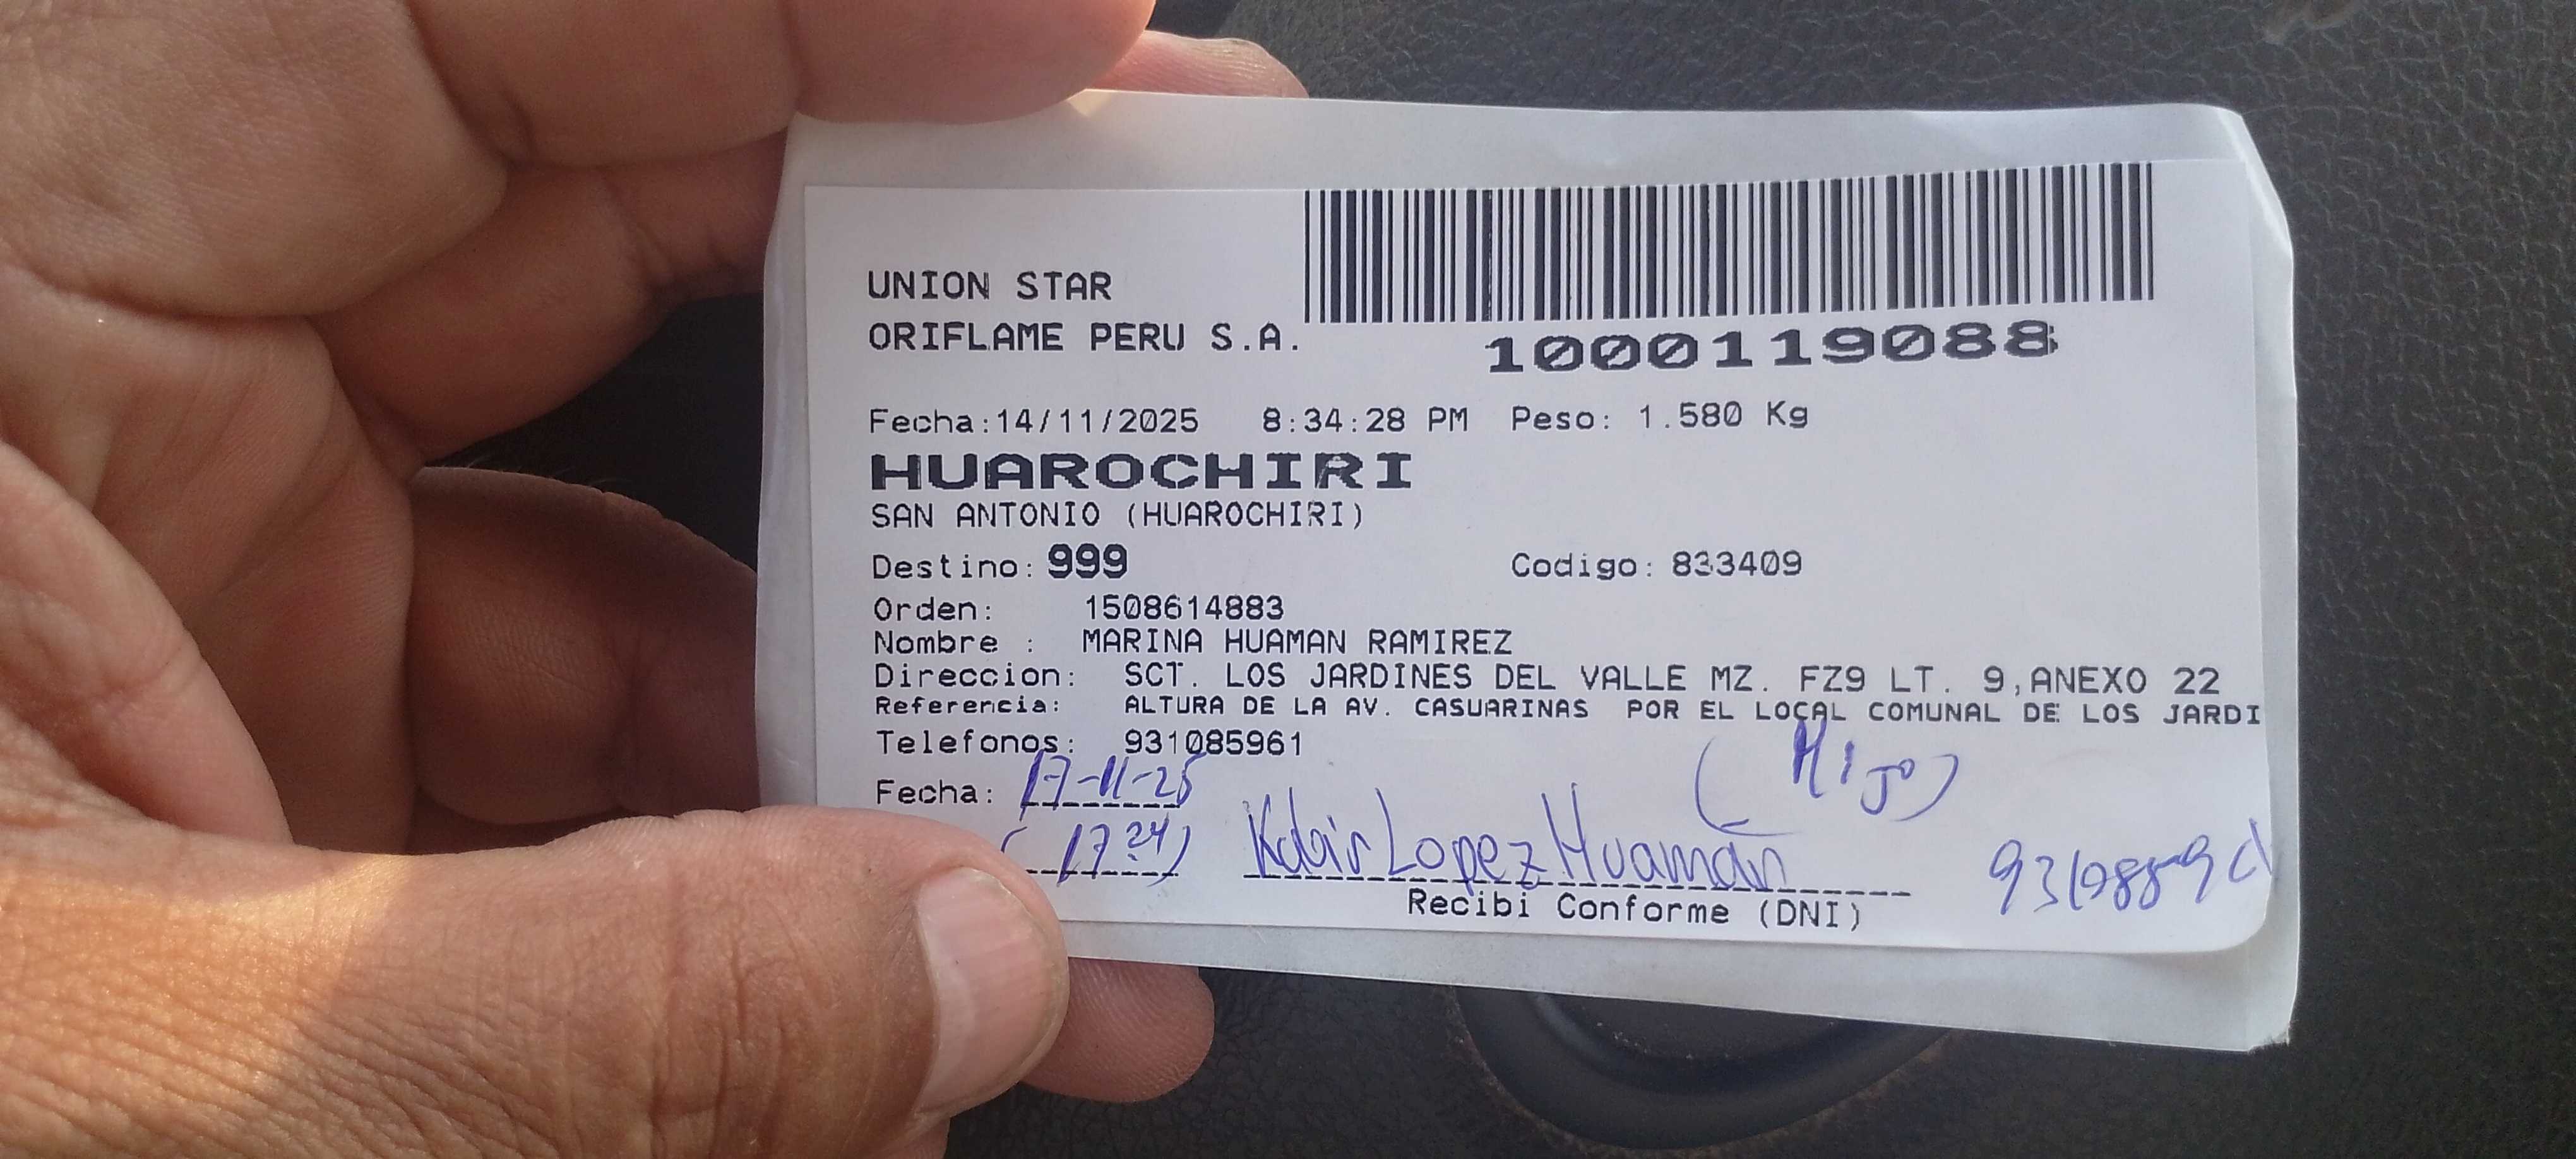 UNION STAR
ORIFLAME PERU S.A.
1000119088
Fecha:14/11/2025 8:34:28 PM Peso: 1.580 Kg
HUAROCHIRI
SAN ANTONIO (HUAROCHIRI)
Destino: 999 Codigo: 833409
Orden: 1508614883
Nombre : MARINA HUAMAN RAMIREZ
Direccion: SCT. LOS JARDINES DEL VALLE MZ. FZ9 LT. 9,ANEXO 22
Referencia: ALTURA DE LA AV. CASUARINAS POR EL LOCAL COMUNAL DE LOS JARDI
Telefonos: 931085961
(Hijo)
Fecha: 17-11-25
(17 24) Lopez Huaman
Recibi Conforme (DNI)